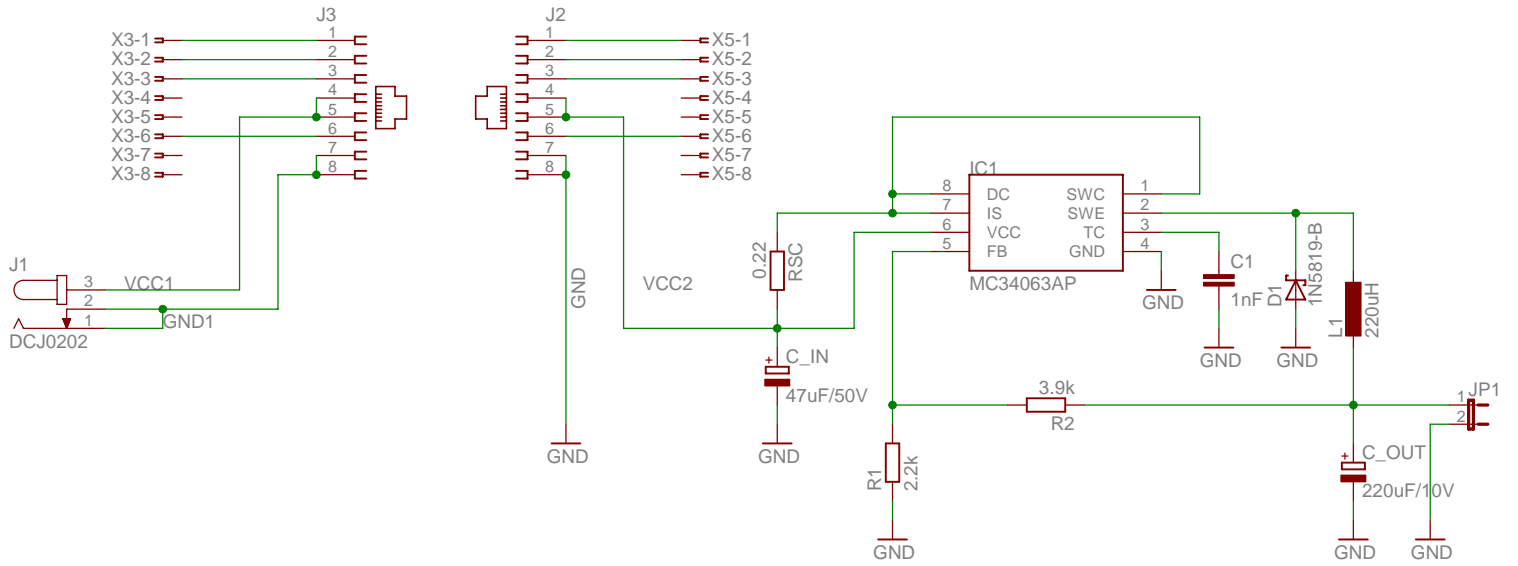 J3
X3-1 1
X3-2 2
X3-3 3
X3-4 4
X3-5 5
X3-6 6
X3-7 7
X3-8 8
J1
3 VCC1
2
1 GND1
DCJ0202
J2
1 X5-1
2 X5-2
3 X5-3
4 X5-4
5 X5-5
6 X5-6
7 X5-7
8 X5-8
GND
GND
VCC2
0.22
RSC
+ C_IN
47uF/50V
GND
IC1
8 DC SWC 1
7 IS SWE 2
6 VCC TC 3
5 FB GND 4
MC34063AP
GND
C1
1nF
GND
D1
1N5819-B
GND
L1
220uH
3.9k
R2
R1
2.2k
GND
JP1
1
2
+ C_OUT
220uF/10V
GND
GND